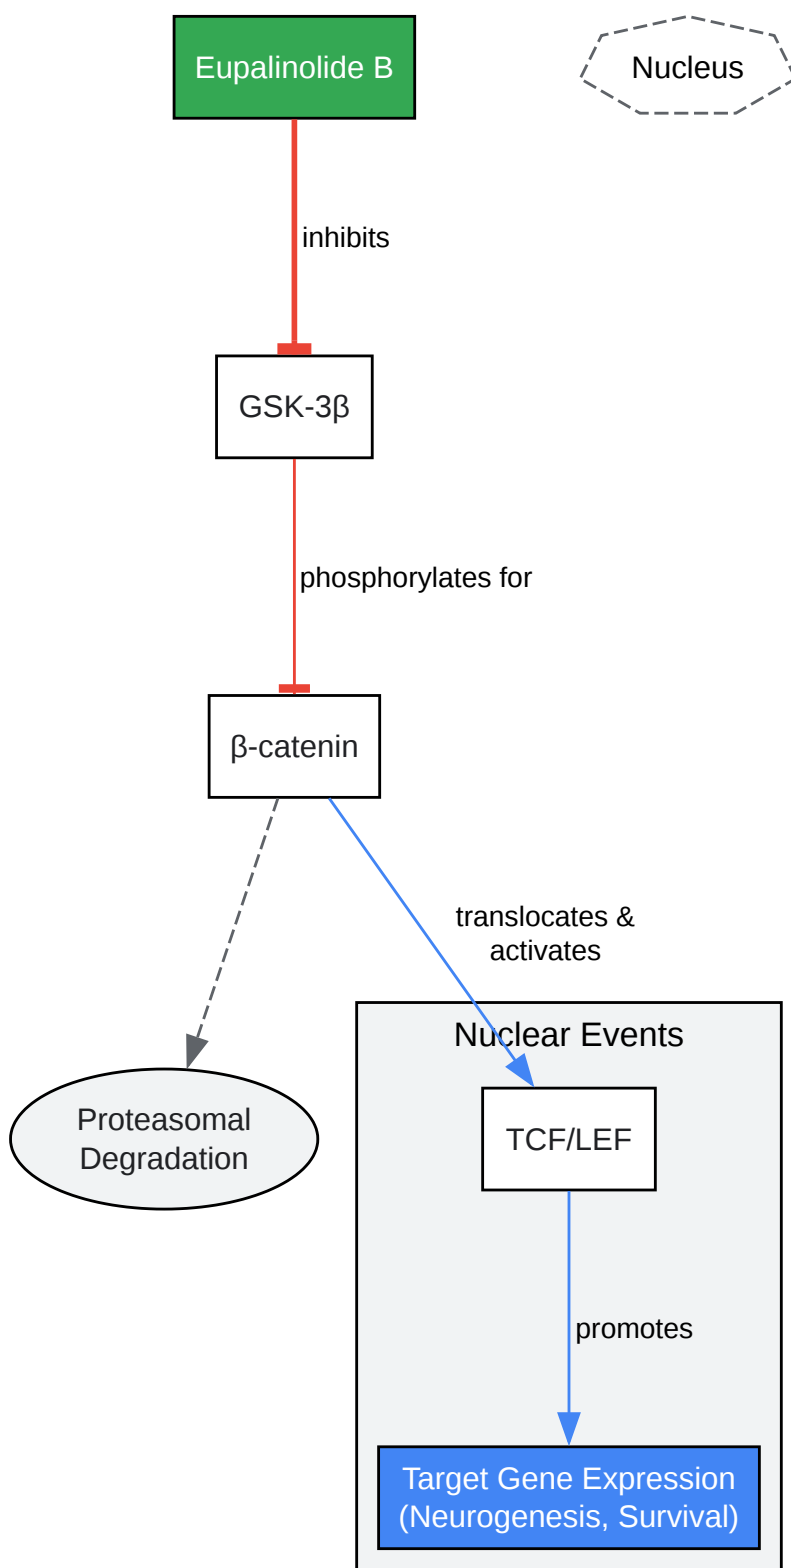 Eupalinolide B
Nucleus
inhibits
GSK-3β
phosphorylates for
β-catenin
translocates &
activates
Nuclear Events
Proteasomal
Degradation
TCF/LEF
promotes
Target Gene Expression
(Neurogenesis, Survival)